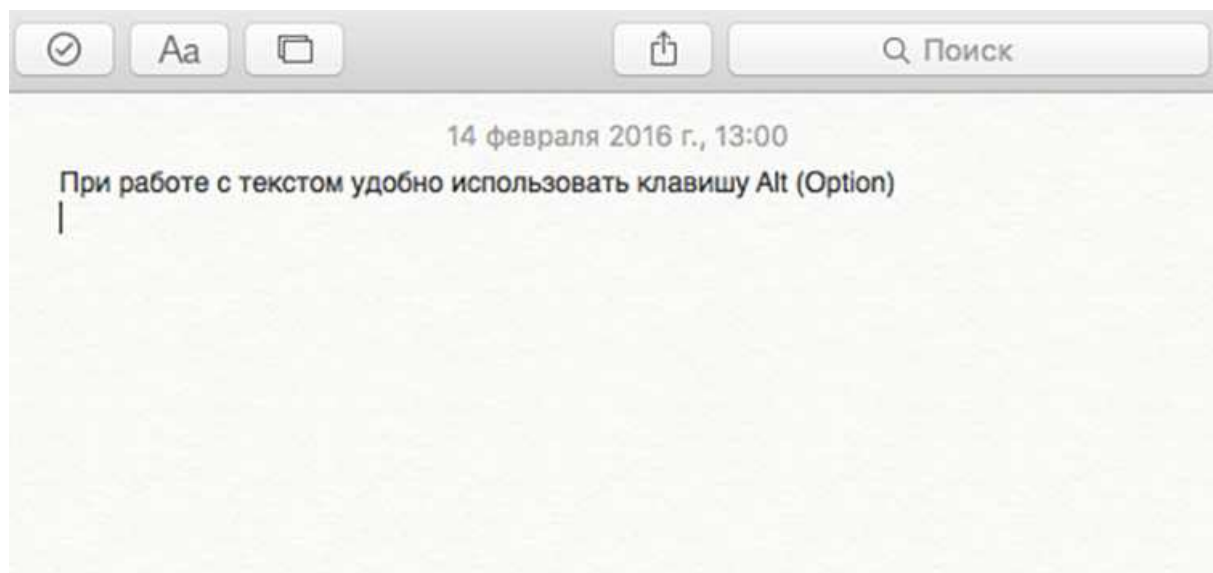 Aa
Поиск
14 февраля 2016 г., 13:00
При работе с текстом удобно использовать клавишу Alt (Option)